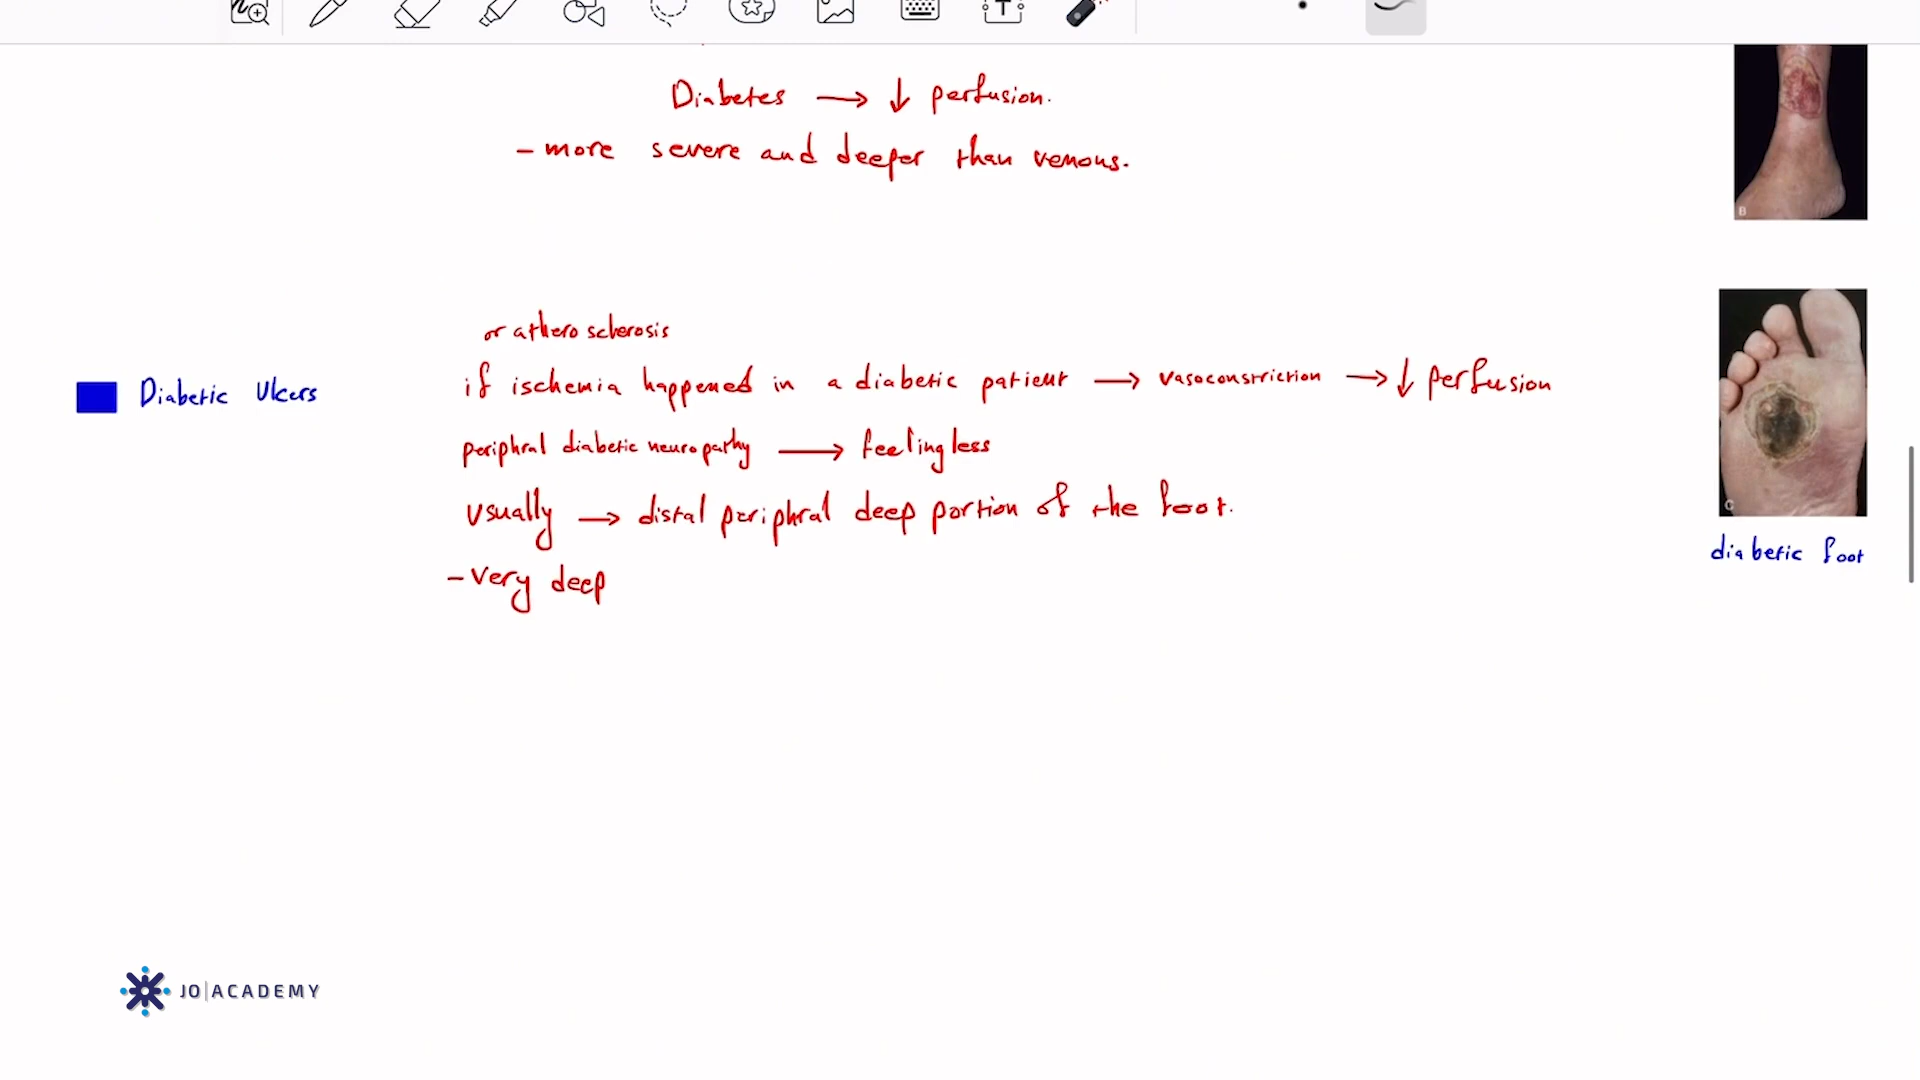 Diabetes → ↓ perfusion.
- more severe and deeper than venous.
B
or athero sclerosis
Diabetic Ulcers
if ischemia happened in a diabetic patient → vasoconstriction → ↓ perfusion
periphral diabetic neuropathy → feeling less
usually → distal periphral deep portion of the foot.
- very deep
C
diabetic foot
JO|ACADEMY